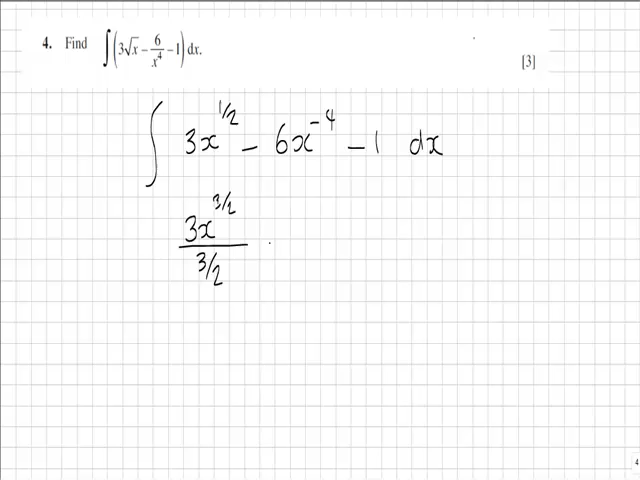 4. Find ∫(3√x − 6/x⁴ − 1) dx.
[3]
∫ 3x^{1/2} − 6x^{−4} − 1 dx
3x^{3/2}
3/2
4